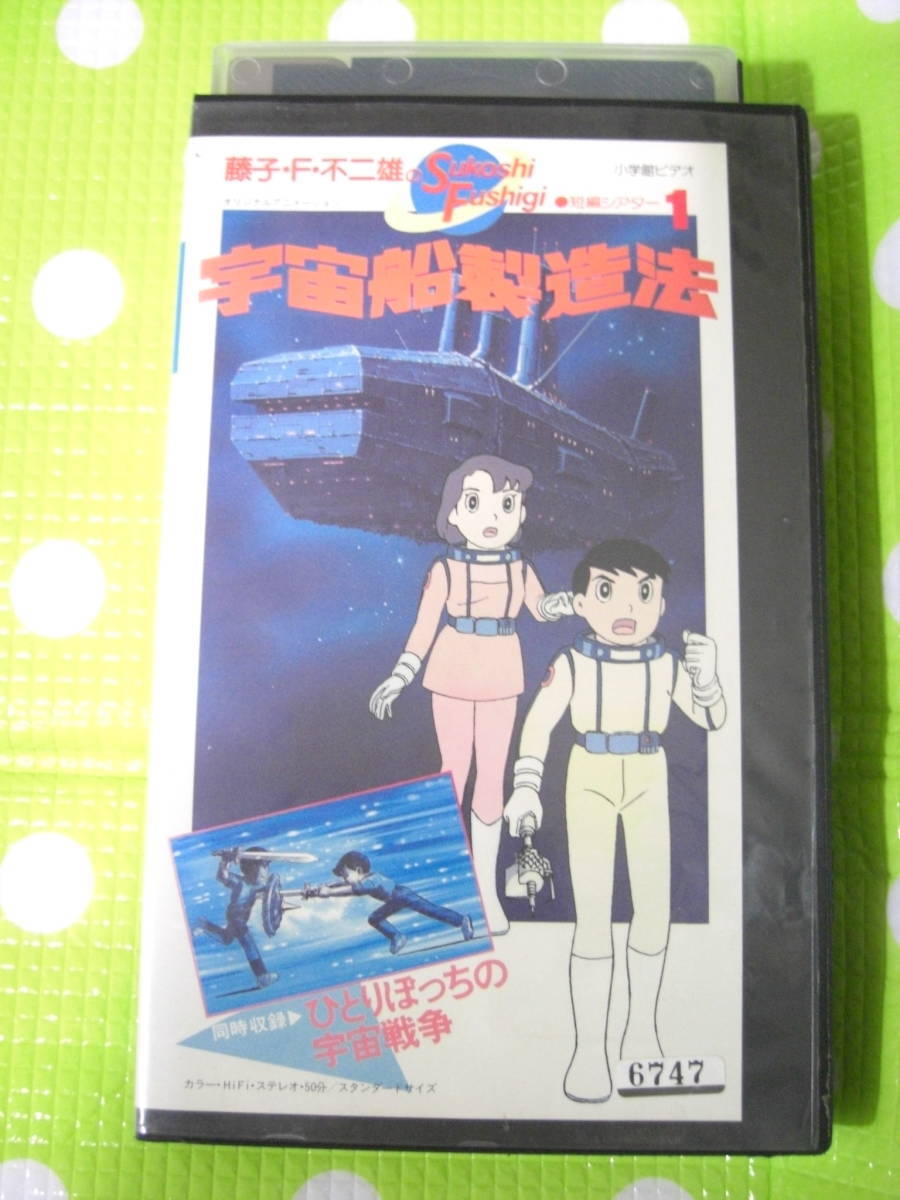 藤子・F・不二雄の
Sukoshi
Fushigi
小学館ビデオ
オリジナルアニメーション
●短編シアター1
宇宙船製造法
同時収録▶
ひとりぼっちの
宇宙戦争
カラー・HiFi・ステレオ・50分/スタンダードサイズ
6747